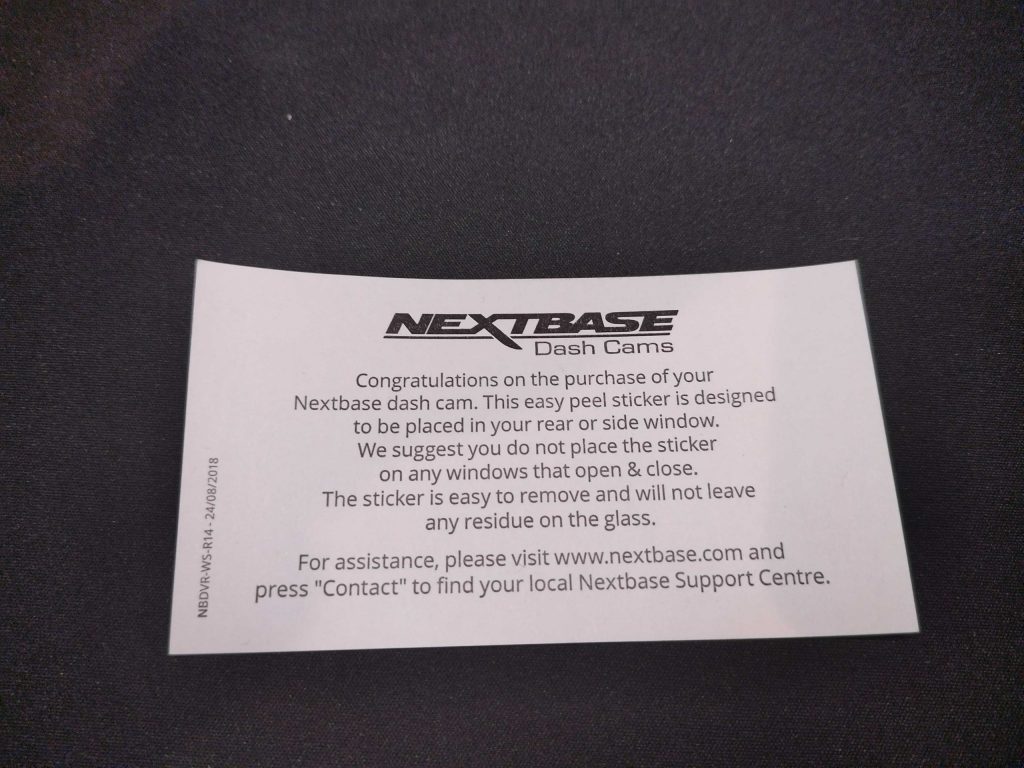 NEXTBASE
Dash Cams
Congratulations on the purchase of your
Nextbase dash cam. This easy peel sticker is designed
to be placed in your rear or side window.
We suggest you do not place the sticker
on any windows that open & close.
The sticker is easy to remove and will not leave
any residue on the glass.
For assistance, please visit www.nextbase.com and
press "Contact" to find your local Nextbase Support Centre.
NBDVR-WS-R14 - 24/08/2018